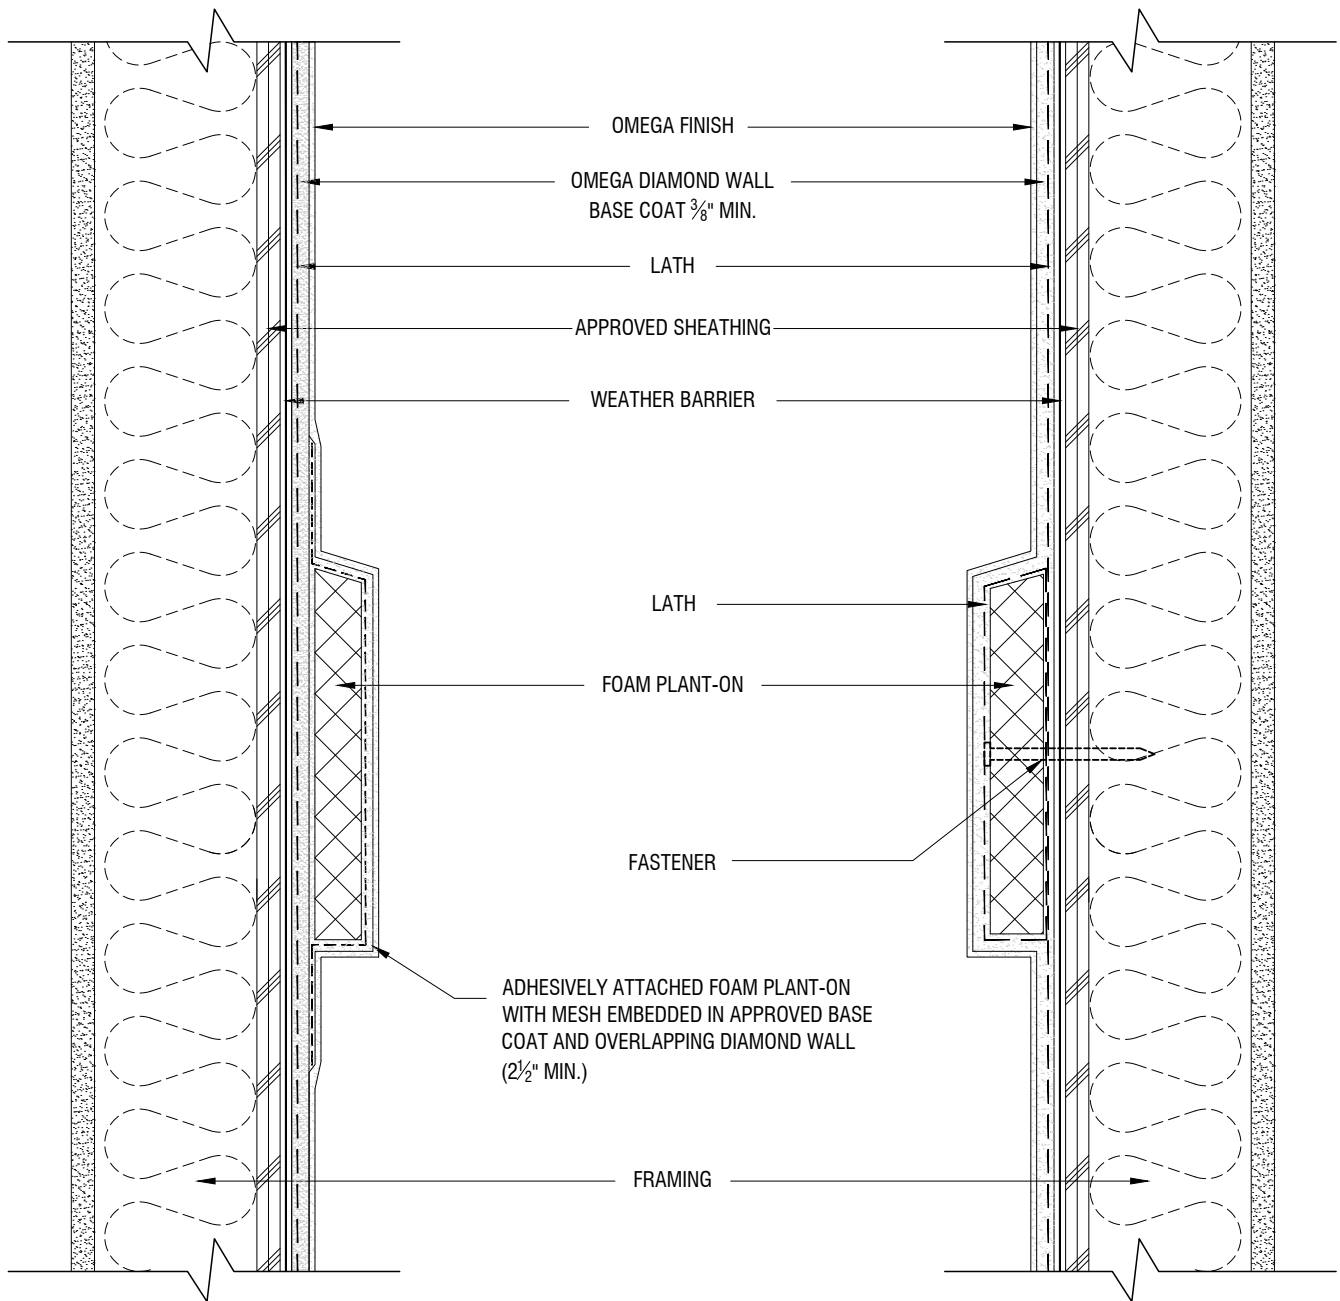 OMEGA FINISH
OMEGA DIAMOND WALL
BASE COAT ⅜" MIN.
LATH
APPROVED SHEATHING
WEATHER BARRIER
LATH
FOAM PLANT-ON
FASTENER
ADHESIVELY ATTACHED FOAM PLANT-ON
WITH MESH EMBEDDED IN APPROVED BASE
COAT AND OVERLAPPING DIAMOND WALL
(2½" MIN.)
FRAMING